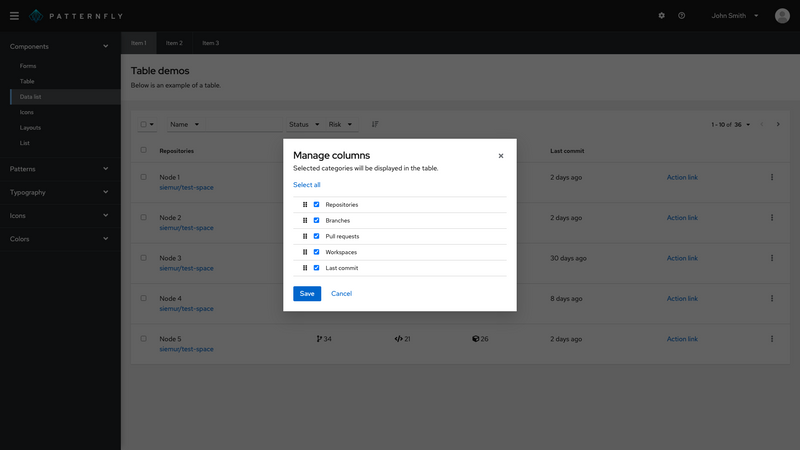 PATTERNFLY
John Smith
Components
Forms
Table
Data list
Icons
Layouts
List
Patterns
Typography
Icons
Colors
Item 1
Item 2
Item 3
Table demos
Below is an example of a table.
Name
Status
Risk
1 - 10 of 36
Repositories
Last commit
Node 1
siemur/test-space
2 days ago
Action link
Node 2
siemur/test-space
2 days ago
Action link
Node 3
siemur/test-space
30 days ago
Action link
Node 4
siemur/test-space
8 days ago
Action link
Node 5
siemur/test-space
34
21
26
2 days ago
Action link
Manage columns
Selected categories will be displayed in the table.
Select all
Repositories
Branches
Pull requests
Workspaces
Last commit
Save
Cancel